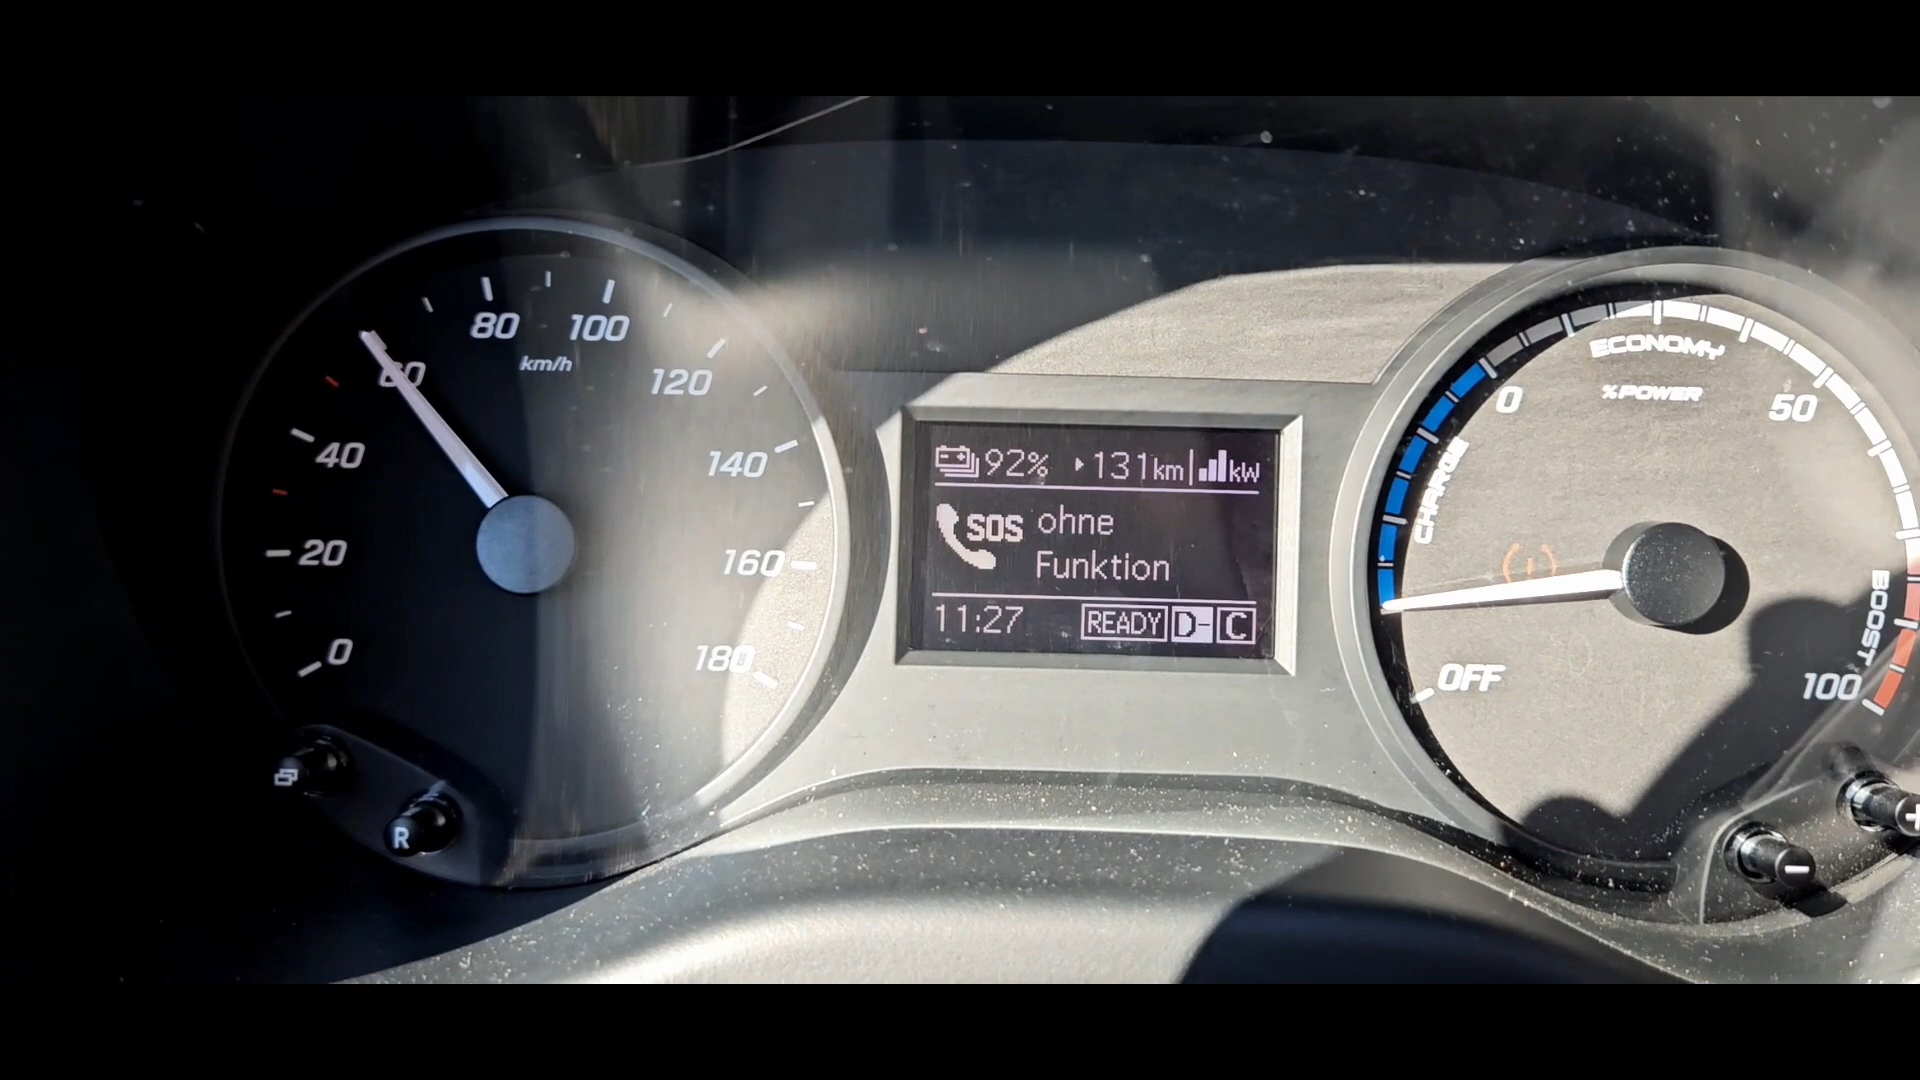 80 100
km/h
60
120
40
140
20
160
0
180
R
92% 131km kW
SOS ohne
Funktion
11:27 READY D- C
ECONOMY
% POWER
0
50
CHARGE
BOOST
OFF
100
+
-